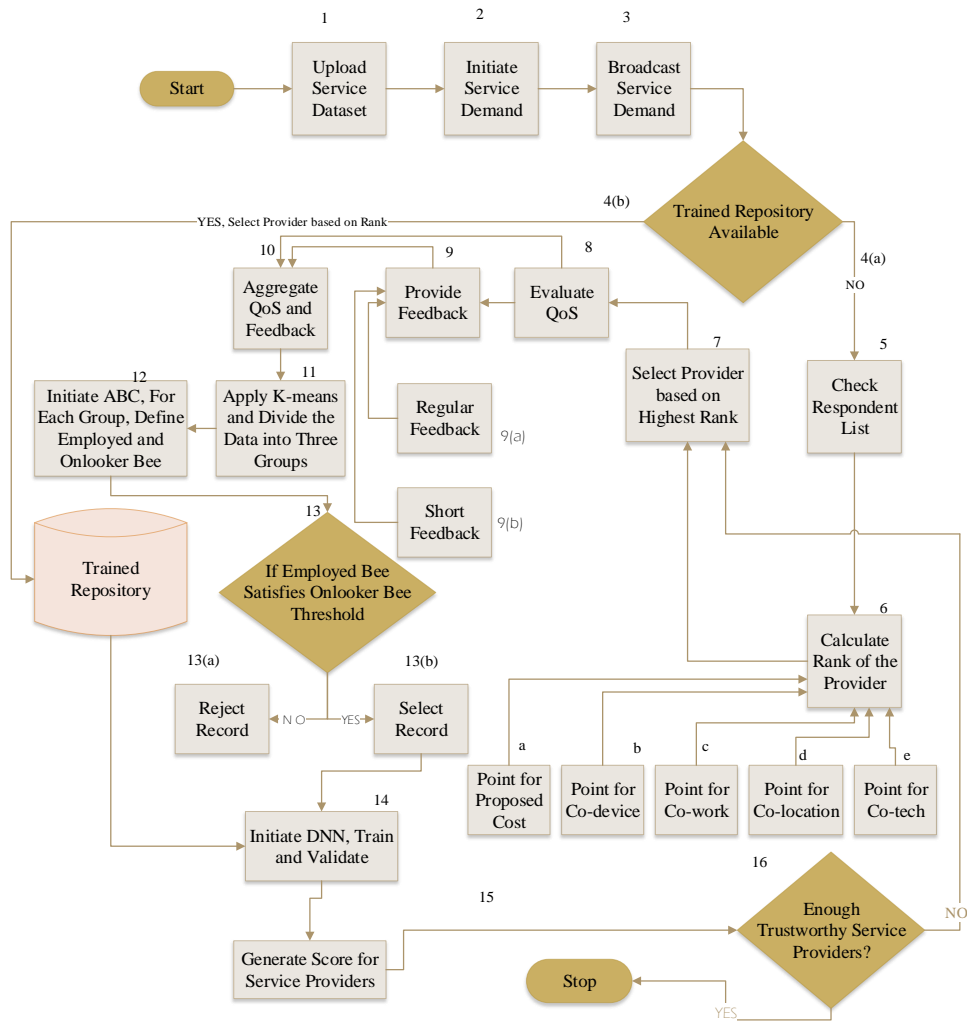 1
2
3
Start
Upload
Service
Dataset
Initiate
Service
Demand
Broadcast
Service
Demand
4(b)
YES, Select Provider based on Rank
Trained Repository
Available
4(a)
NO
10
9
8
Aggregate
QoS and
Feedback
Provide
Feedback
Evaluate
QoS
7
5
Select Provider
based on
Highest Rank
Check
Respondent
List
12
Initiate ABC, For
Each Group, Define
Employed and
Onlooker Bee
11
Apply K-means
and Divide the
Data into Three
Groups
Regular
Feedback
9(a)
Short
Feedback
9(b)
13
Trained
Repository
If Employed Bee
Satisfies Onlooker Bee
Threshold
6
Calculate
Rank of the
Provider
13(a)
13(b)
Reject
Record
NO
YES
Select
Record
a
b
c
d
e
Point for
Proposed
Cost
Point for
Co-device
Point for
Co-work
Point for
Co-location
Point for
Co-tech
14
Initiate DNN, Train
and Validate
15
16
Enough
Trustworthy Service
Providers?
NO
Generate Score for
Service Providers
Stop
YES